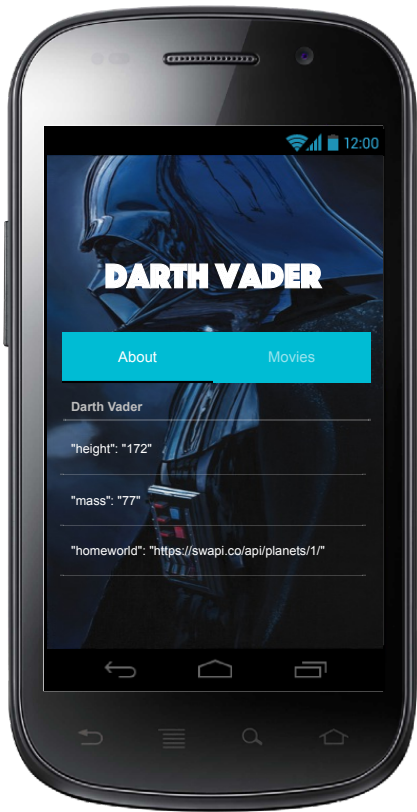 12:00
DARTH VADER
About Movies
Darth Vader
"height": "172"
"mass": "77"
"homeworld": "https://swapi.co/api/planets/1/"